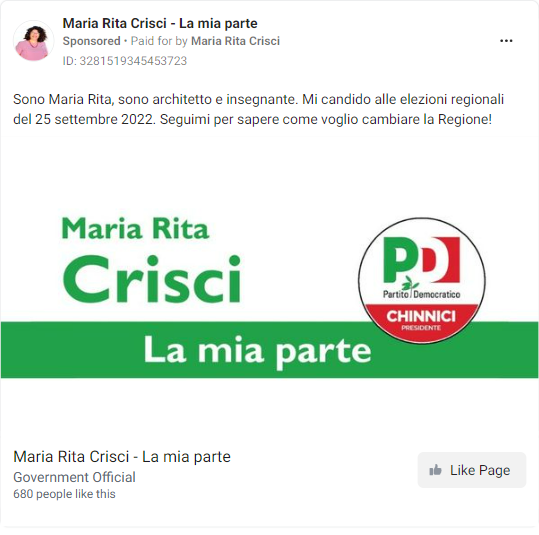 Maria Rita Crisci - La mia parte
Sponsored • Paid for by Maria Rita Crisci
ID: 3281519345453723
Sono Maria Rita, sono architetto e insegnante. Mi candido alle elezioni regionali
del 25 settembre 2022. Seguimi per sapere come voglio cambiare la Regione!
Maria Rita
Crisci
PD
Partito Democratico
CHINNICI
PRESIDENTE
La mia parte
Maria Rita Crisci - La mia parte
Government Official
680 people like this
Like Page